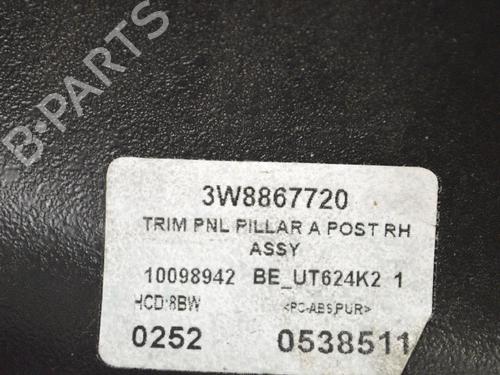 B-PARTS
3W8867720
TRIM PNL PILLAR A POST RH
ASSY
10098942 BE_UT624K2 1
HCD:8BW <PC-ABS,PUR>
0252 0538511